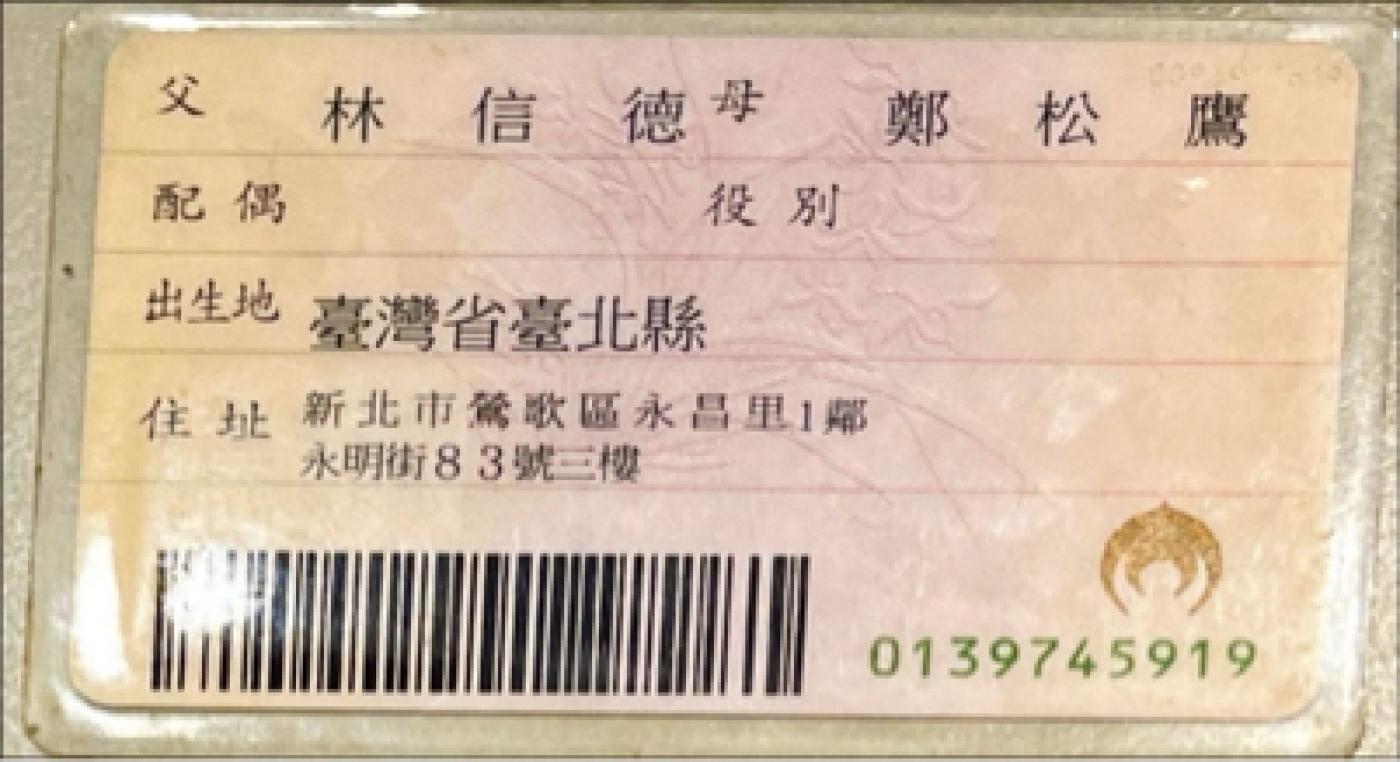 父 林信德 母 鄭松鷹
配偶 役別
出生地 臺灣省臺北縣
住址 新北市鶯歌區永昌里1鄰
永明街83號三樓
0139745919